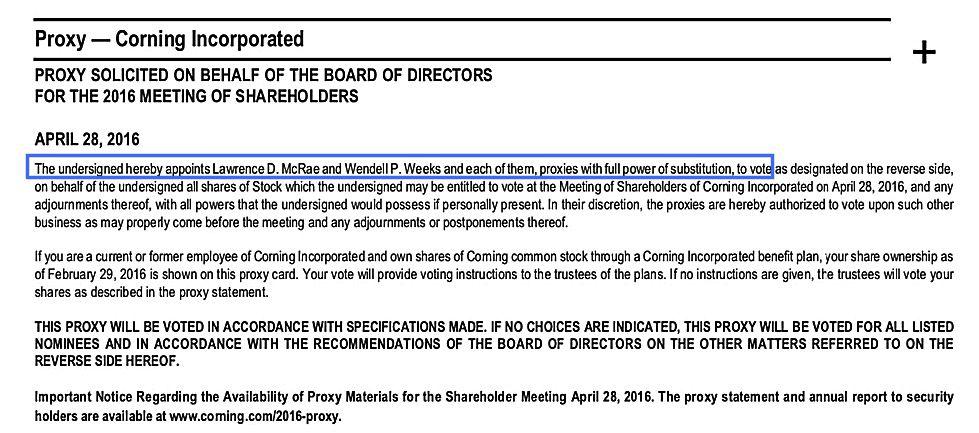 Proxy — Corning Incorporated
+
PROXY SOLICITED ON BEHALF OF THE BOARD OF DIRECTORS
FOR THE 2016 MEETING OF SHAREHOLDERS
APRIL 28, 2016
The undersigned hereby appoints Lawrence D. McRae and Wendell P. Weeks and each of them, proxies with full power of substitution, to vote as designated on the reverse side,
on behalf of the undersigned all shares of Stock which the undersigned may be entitled to vote at the Meeting of Shareholders of Corning Incorporated on April 28, 2016, and any
adjournments thereof, with all powers that the undersigned would possess if personally present. In their discretion, the proxies are hereby authorized to vote upon such other
business as may properly come before the meeting and any adjournments or postponements thereof.
If you are a current or former employee of Corning Incorporated and own shares of Corning common stock through a Corning Incorporated benefit plan, your share ownership as
of February 29, 2016 is shown on this proxy card. Your vote will provide voting instructions to the trustees of the plans. If no instructions are given, the trustees will vote your
shares as described in the proxy statement.
THIS PROXY WILL BE VOTED IN ACCORDANCE WITH SPECIFICATIONS MADE. IF NO CHOICES ARE INDICATED, THIS PROXY WILL BE VOTED FOR ALL LISTED
NOMINEES AND IN ACCORDANCE WITH THE RECOMMENDATIONS OF THE BOARD OF DIRECTORS ON THE OTHER MATTERS REFERRED TO ON THE
REVERSE SIDE HEREOF.
Important Notice Regarding the Availability of Proxy Materials for the Shareholder Meeting April 28, 2016. The proxy statement and annual report to security
holders are available at www.corning.com/2016-proxy.